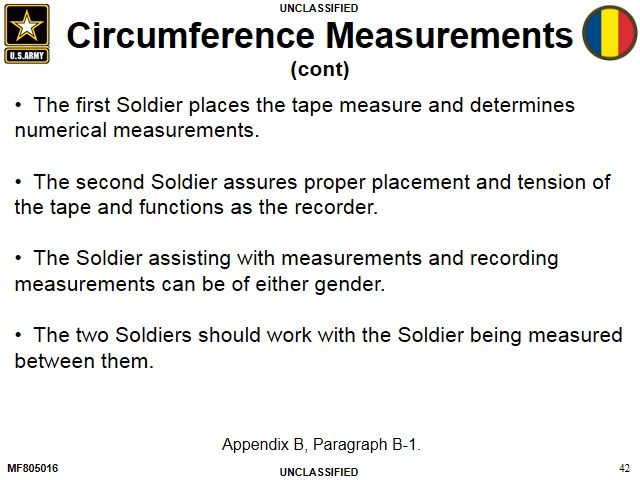 UNCLASSIFIED
U.S.ARMY
Circumference Measurements
(cont)
• The first Soldier places the tape measure and determines
numerical measurements.
• The second Soldier assures proper placement and tension of
the tape and functions as the recorder.
• The Soldier assisting with measurements and recording
measurements can be of either gender.
• The two Soldiers should work with the Soldier being measured
between them.
Appendix B, Paragraph B-1.
MF805016
UNCLASSIFIED
42